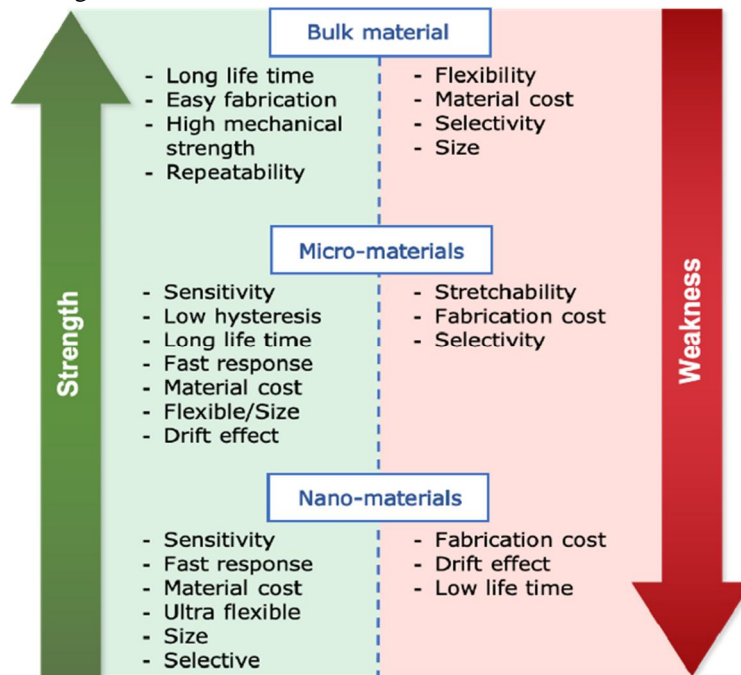 Bulk material
- Long life time
- Easy fabrication
- High mechanical
strength
- Repeatability
- Flexibility
- Material cost
- Selectivity
- Size
Micro-materials
- Sensitivity
- Low hysteresis
- Long life time
- Fast response
- Material cost
- Flexible/Size
- Drift effect
- Stretchability
- Fabrication cost
- Selectivity
Nano-materials
- Sensitivity
- Fast response
- Material cost
- Ultra flexible
- Size
- Selective
- Fabrication cost
- Drift effect
- Low life time
Strength
Weakness